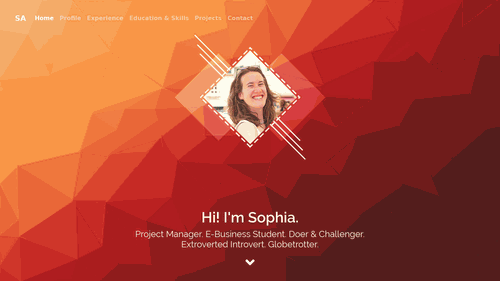 SA Home Profile Experience Education & Skills Projects Contact
Hi! I'm Sophia.
Project Manager. E-Business Student. Doer & Challenger.
Extroverted Introvert. Globetrotter.